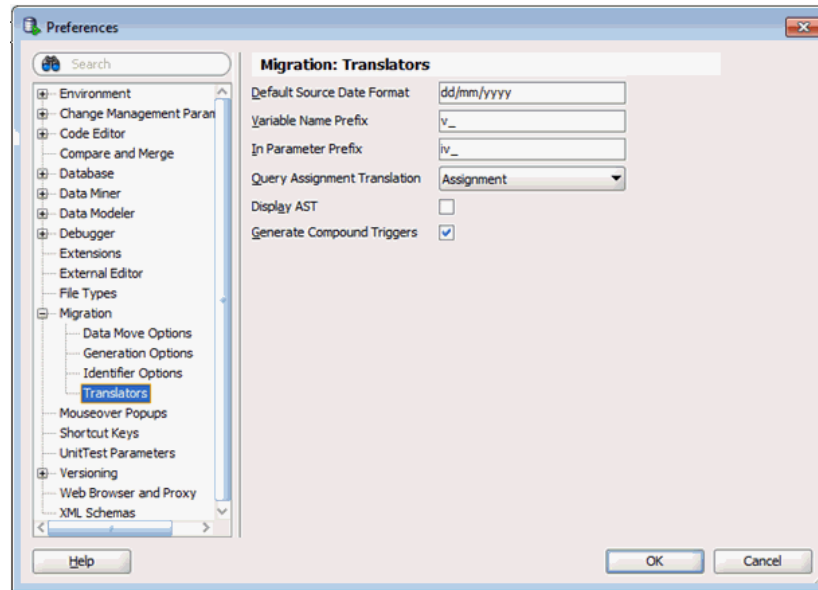 Preferences
Search
Migration: Translators
Environment
Change Management Param
Code Editor
Compare and Merge
Database
Data Miner
Data Modeler
Debugger
Extensions
External Editor
File Types
Migration
Data Move Options
Generation Options
Identifier Options
Translators
Mouseover Popups
Shortcut Keys
UnitTest Parameters
Versioning
Web Browser and Proxy
XML Schemas
Default Source Date Format dd/mm/yyyy
Variable Name Prefix v_
In Parameter Prefix iv_
Query Assignment Translation Assignment
Display AST
Generate Compound Triggers
Help OK Cancel